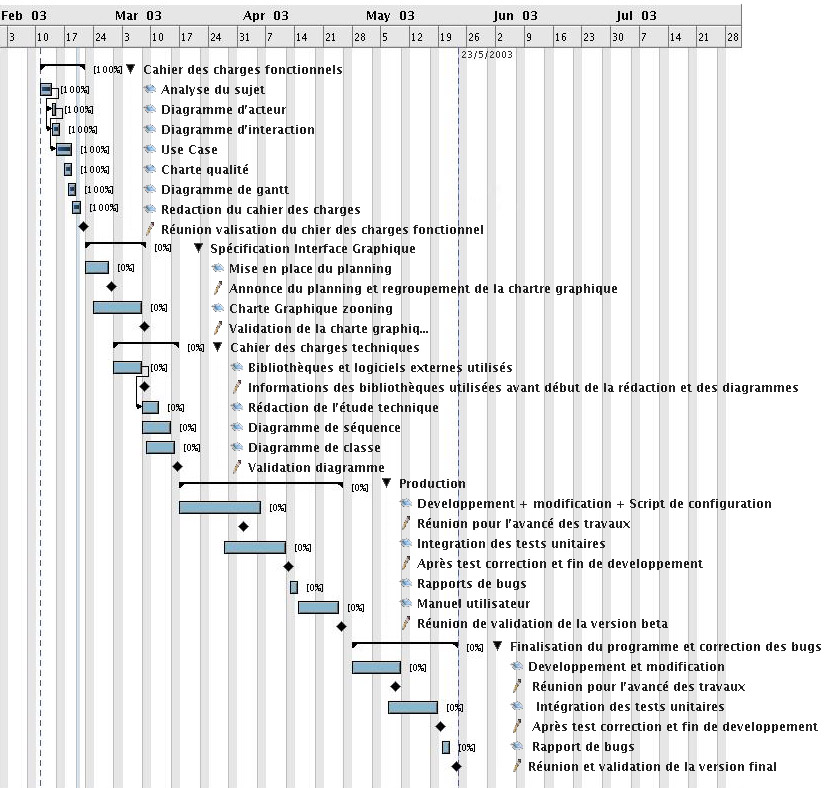 Feb 03 Mar 03 Apr 03 May 03 Jun 03 Jul 03
3 10 17 24 3 10 17 24 31 7 14 21 28 5 12 19 26 2 9 16 23 30 7 14 21 28
23/5/2003
[100%] Cahier des charges fonctionnels
[100%] Analyse du sujet
[100%] Diagramme d'acteur
[100%] Diagramme d'interaction
[100%] Use Case
[100%] Charte qualité
[100%] Diagramme de gantt
[100%] Redaction du cahier des charges
Réunion valisation du chier des charges fonctionnel
[0%] Spécification Interface Graphique
[0%] Mise en place du planning
Annonce du planning et regroupement de la chartre graphique
[0%] Charte Graphique zooning
Validation de la charte graphiq...
[0%] Cahier des charges techniques
[0%] Bibliothèques et logiciels externes utilisés
Informations des bibliothèques utilisées avant début de la rédaction et des diagrammes
[0%] Rédaction de l'étude technique
[0%] Diagramme de séquence
[0%] Diagramme de classe
Validation diagramme
[0%] Production
[0%] Developpement + modification + Script de configuration
Réunion pour l'avancé des travaux
[0%] Integration des tests unitaires
Après test correction et fin de developpement
[0%] Rapports de bugs
[0%] Manuel utilisateur
Réunion de validation de la version beta
[0%] Finalisation du programme et correction des bugs
[0%] Developpement et modification
Réunion pour l'avancé des travaux
[0%] Intégration des tests unitaires
Après test correction et fin de developpement
[0%] Rapport de bugs
Réunion et validation de la version final